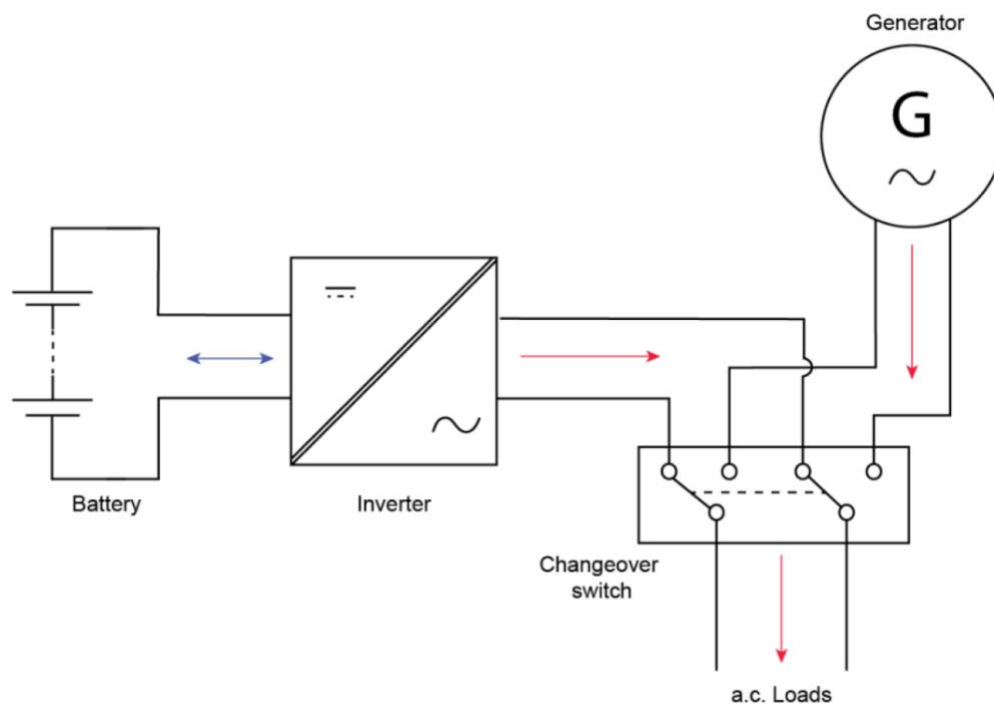 Generator
G
Battery
Inverter
Changeover
switch
a.c. Loads